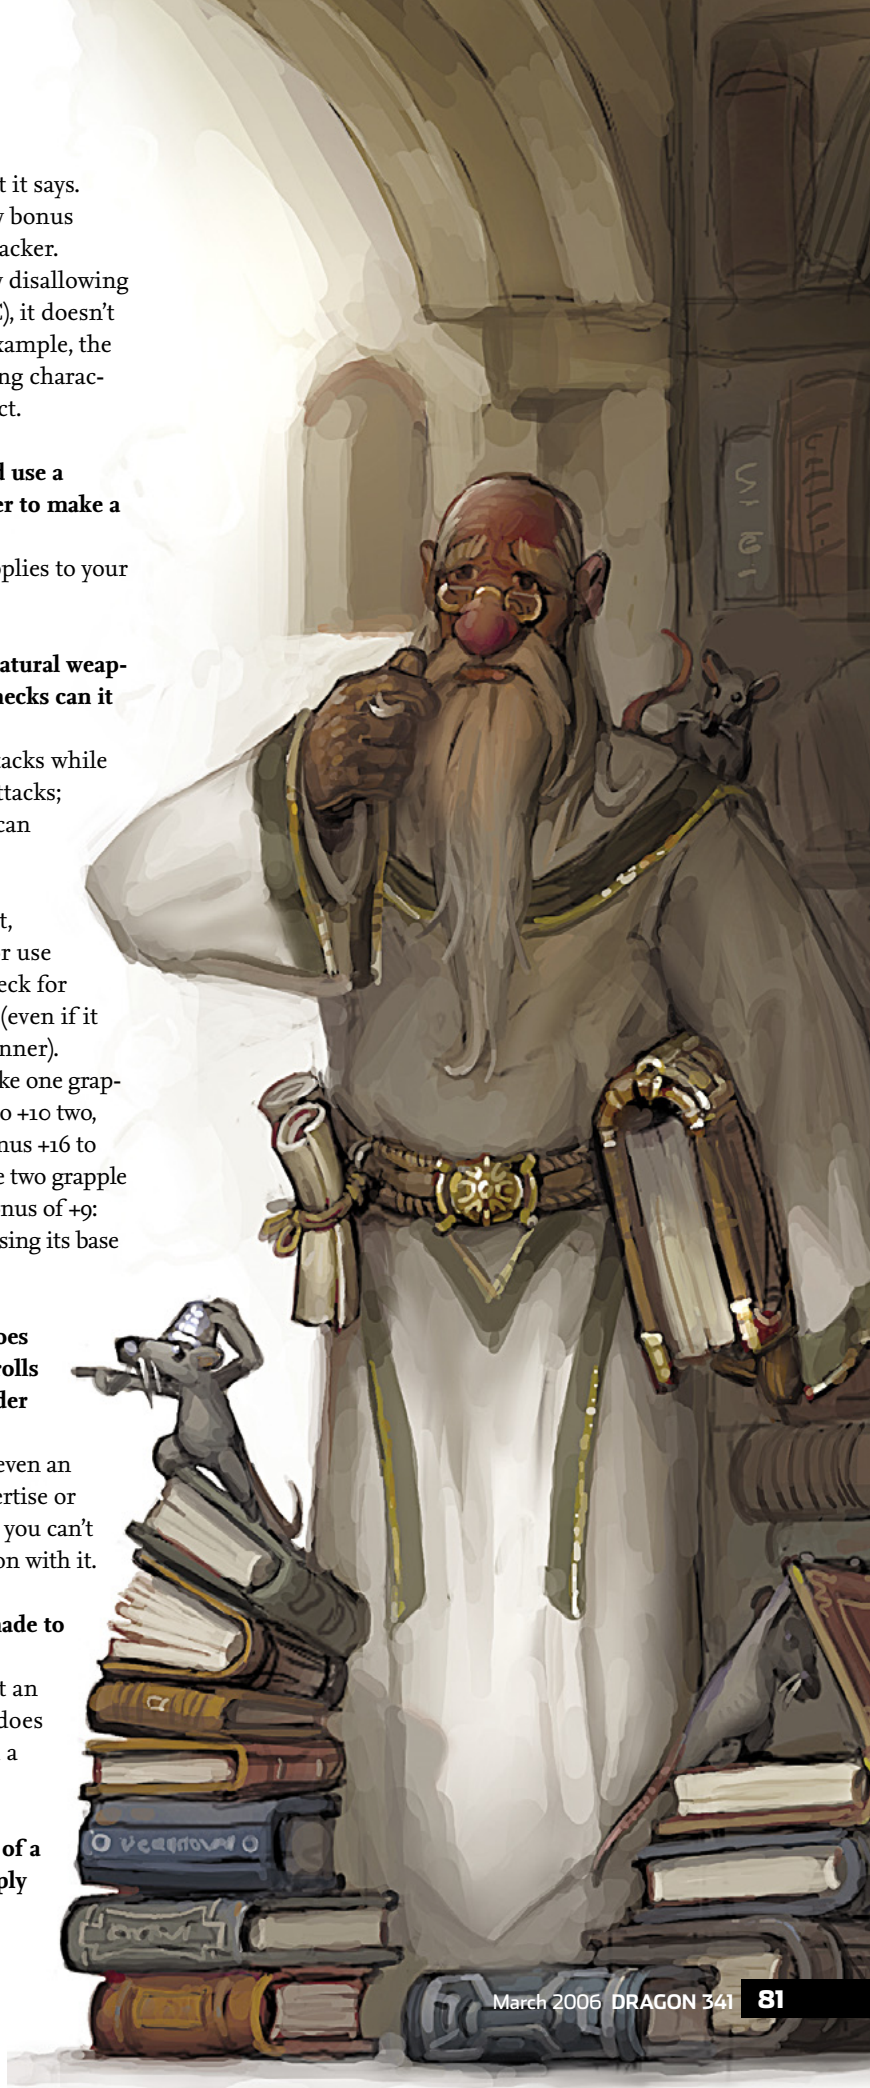 t it says.
y bonus
acker.
y disallowing
), it doesn't
xample, the
ng charac-
ct.
d use a
er to make a
plies to your
atural weap-
hecks can it
tacks while
ttacks;
can
t,
r use
eck for
(even if it
nner).
ke one grap-
o +10 two,
nus +16 to
e two grapple
nus of +9:
sing its base
oes
rolls
der
even an
ertise or
you can't
on with it.
made to
t an
does
a
of a
ply
March 2006 DRAGON 341 81